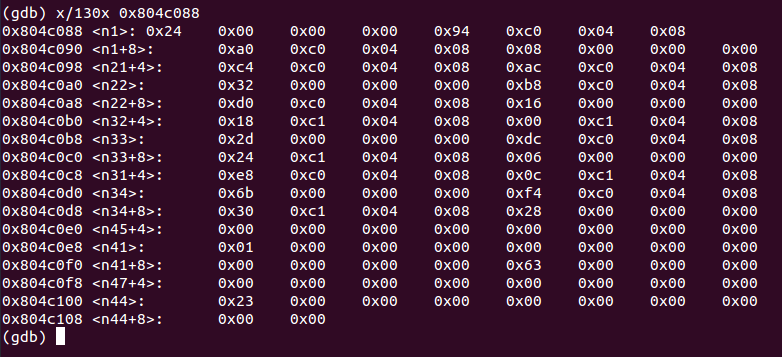 (gdb) x/130x 0x804c088
0x804c088 <n1>: 0x24 0x00 0x00 0x00 0x94 0xc0 0x04 0x08
0x804c090 <n1+8>: 0xa0 0xc0 0x04 0x08 0x08 0x00 0x00 0x00
0x804c098 <n21+4>: 0xc4 0xc0 0x04 0x08 0xac 0xc0 0x04 0x08
0x804c0a0 <n22>: 0x32 0x00 0x00 0x00 0xb8 0xc0 0x04 0x08
0x804c0a8 <n22+8>: 0xd0 0xc0 0x04 0x08 0x16 0x00 0x00 0x00
0x804c0b0 <n32+4>: 0x18 0xc1 0x04 0x08 0x00 0xc1 0x04 0x08
0x804c0b8 <n33>: 0x2d 0x00 0x00 0x00 0xdc 0xc0 0x04 0x08
0x804c0c0 <n33+8>: 0x24 0xc1 0x04 0x08 0x06 0x00 0x00 0x00
0x804c0c8 <n31+4>: 0xe8 0xc0 0x04 0x08 0x0c 0xc1 0x04 0x08
0x804c0d0 <n34>: 0x6b 0x00 0x00 0x00 0xf4 0xc0 0x04 0x08
0x804c0d8 <n34+8>: 0x30 0xc1 0x04 0x08 0x28 0x00 0x00 0x00
0x804c0e0 <n45+4>: 0x00 0x00 0x00 0x00 0x00 0x00 0x00 0x00
0x804c0e8 <n41>: 0x01 0x00 0x00 0x00 0x00 0x00 0x00 0x00
0x804c0f0 <n41+8>: 0x00 0x00 0x00 0x00 0x63 0x00 0x00 0x00
0x804c0f8 <n47+4>: 0x00 0x00 0x00 0x00 0x00 0x00 0x00 0x00
0x804c100 <n44>: 0x23 0x00 0x00 0x00 0x00 0x00 0x00 0x00
0x804c108 <n44+8>: 0x00 0x00
(gdb)